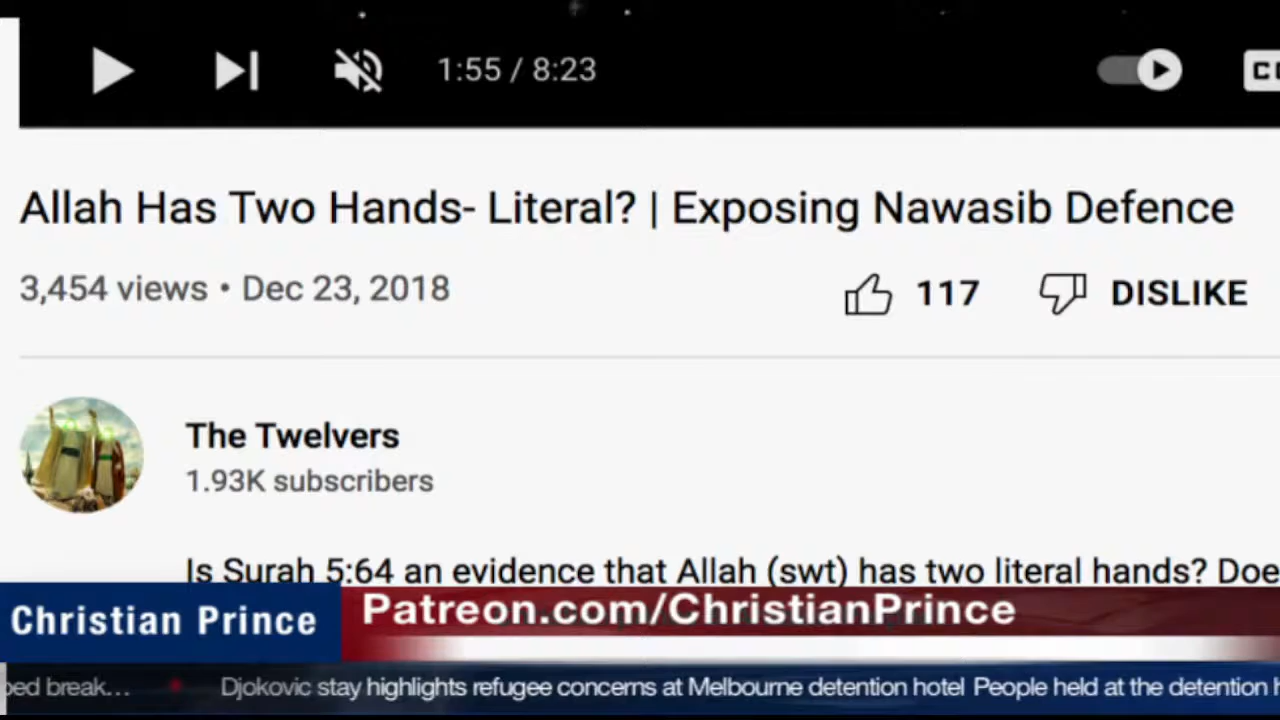 1:55 / 8:23
Allah Has Two Hands- Literal? | Exposing Nawasib Defence
3,454 views • Dec 23, 2018
117
DISLIKE
The Twelvers
1.93K subscribers
Is Surah 5:64 an evidence that Allah (swt) has two literal hands?
Christian Prince
Patreon.com/ChristianPrince
break...
Djokovic stay highlights refugee concerns at Melbourne detention hotel People held at the detention